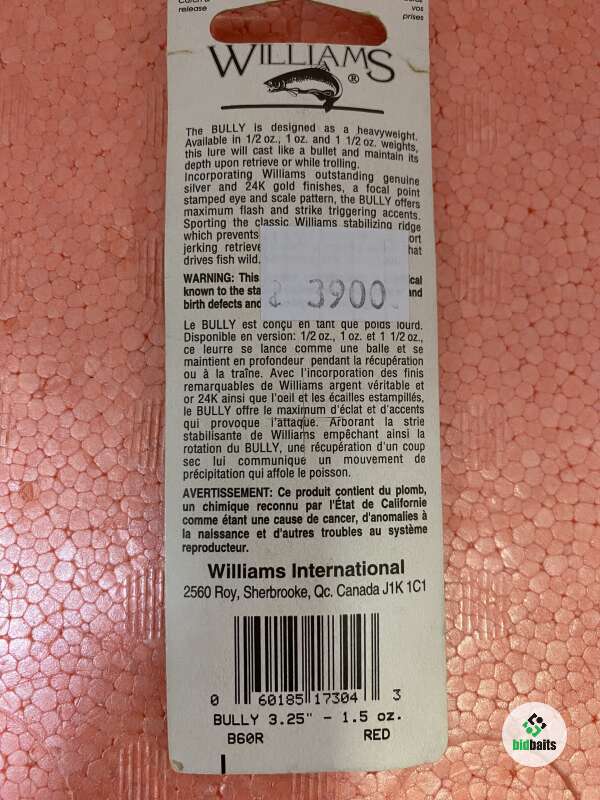 release
vos
prises
WILLIAMS
®
The BULLY is designed as a heavyweight.
Available in 1/2 oz., 1 oz. and 1 1/2 oz. weights,
this lure will cast like a bullet and maintain its
depth upon retrieve or while trolling.
Incorporating Williams outstanding genuine
silver and 24K gold finishes, a focal point
stamped eye and scale pattern, the BULLY offers
maximum flash and strike triggering accents.
Sporting the classic Williams stabilizing ridge
which prevents ort
jerking retrieve hat
drives fish wild.
WARNING: This ical
known to the sta and
birth defects and
3900
Le BULLY est conçu en tant que poids lourd.
Disponible en version: 1/2 oz., 1 oz. et 1 1/2 oz.,
ce leurre se lance comme une balle et se
maintient en profondeur pendant la récupération
ou à la traîne. Avec l'incorporation des finis
remarquables de Williams argent véritable et
or 24K ainsi que l'oeil et les écailles estampillés,
le BULLY offre le maximum d'éclat et d'accents
qui provoque l'attaque. Arborant la strie
stabilisante de Williams empêchant ainsi la
rotation du BULLY, une récupération d'un coup
sec lui communique un mouvement de
précipitation qui affole le poisson.
AVERTISSEMENT: Ce produit contient du plomb,
un chimique reconnu par l'État de Californie
comme étant une cause de cancer, d'anomalies à
la naissance et d'autres troubles au système
reproducteur.
Williams International
2560 Roy, Sherbrooke, Qc. Canada J1K 1C1
0 60185 17304 3
BULLY 3.25" - 1.5 oz.
B60R RED
bidbaits